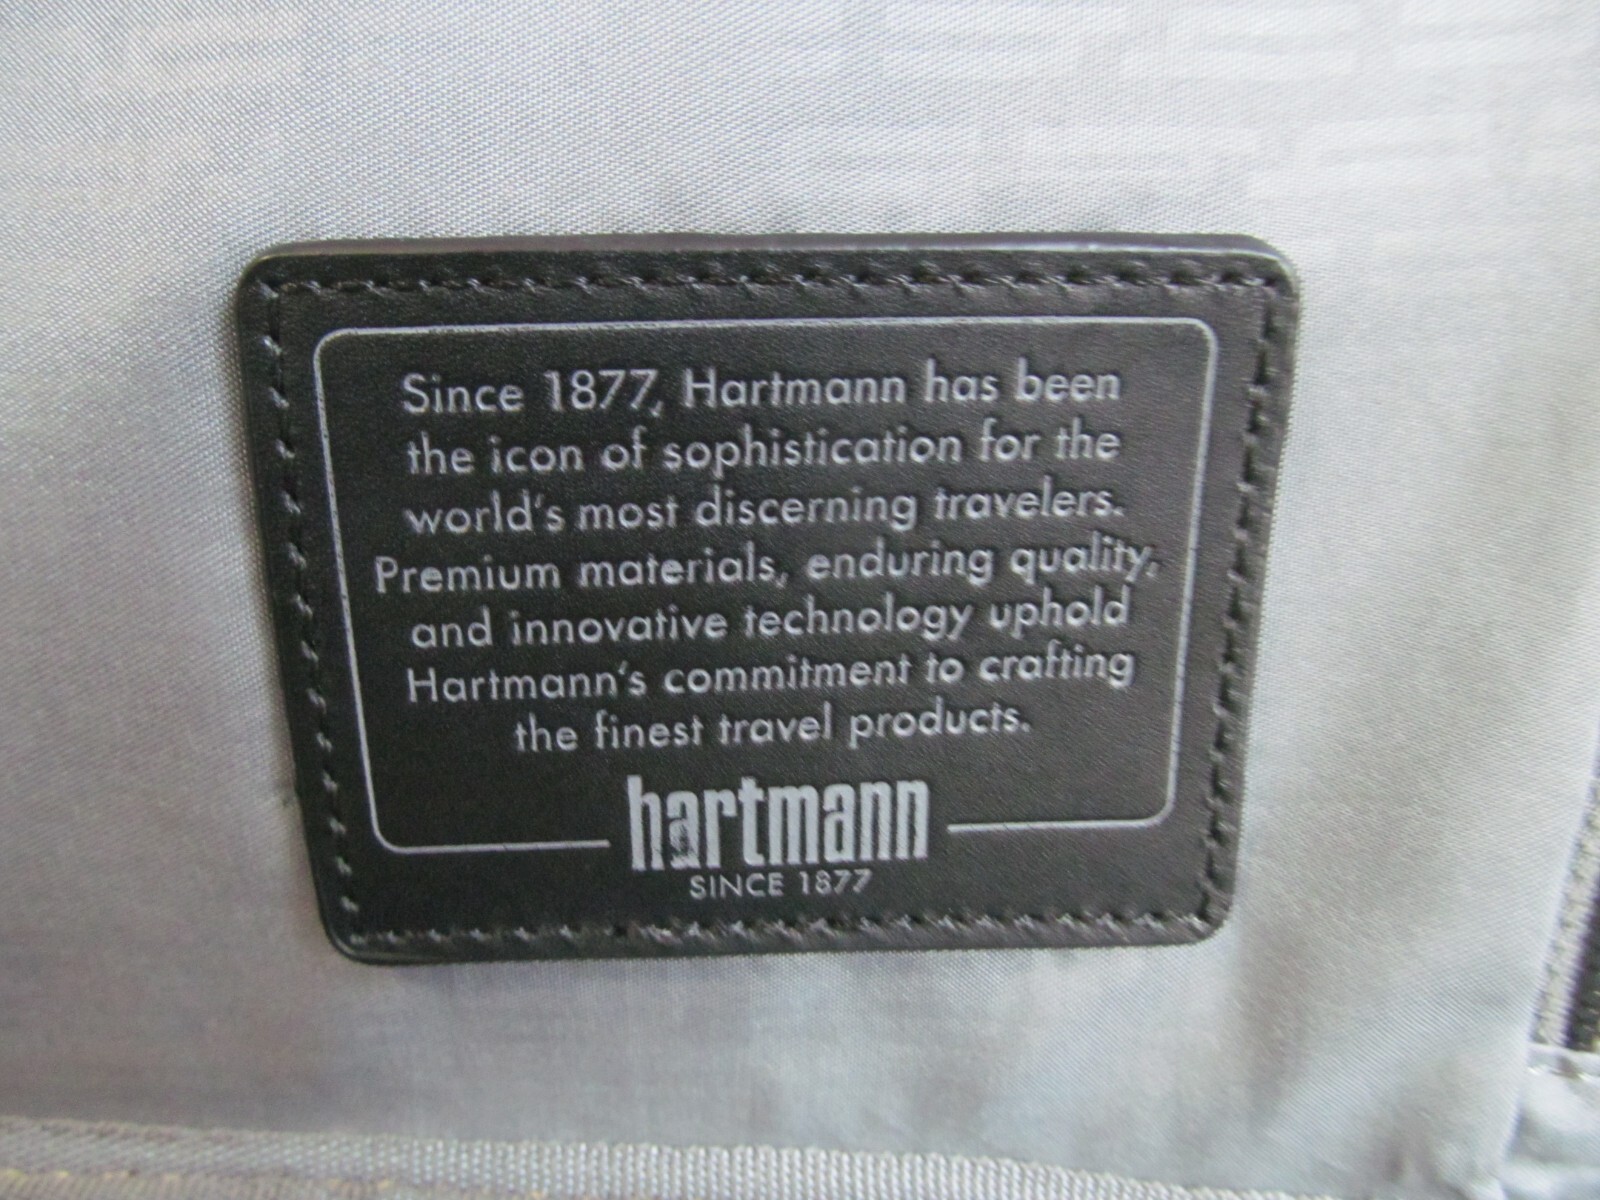 Since 1877, Hartmann has been
the icon of sophistication for the
world's most discerning travelers.
Premium materials, enduring quality,
and innovative technology uphold
Hartmann's commitment to crafting
the finest travel products.
hartmann
SINCE 1877